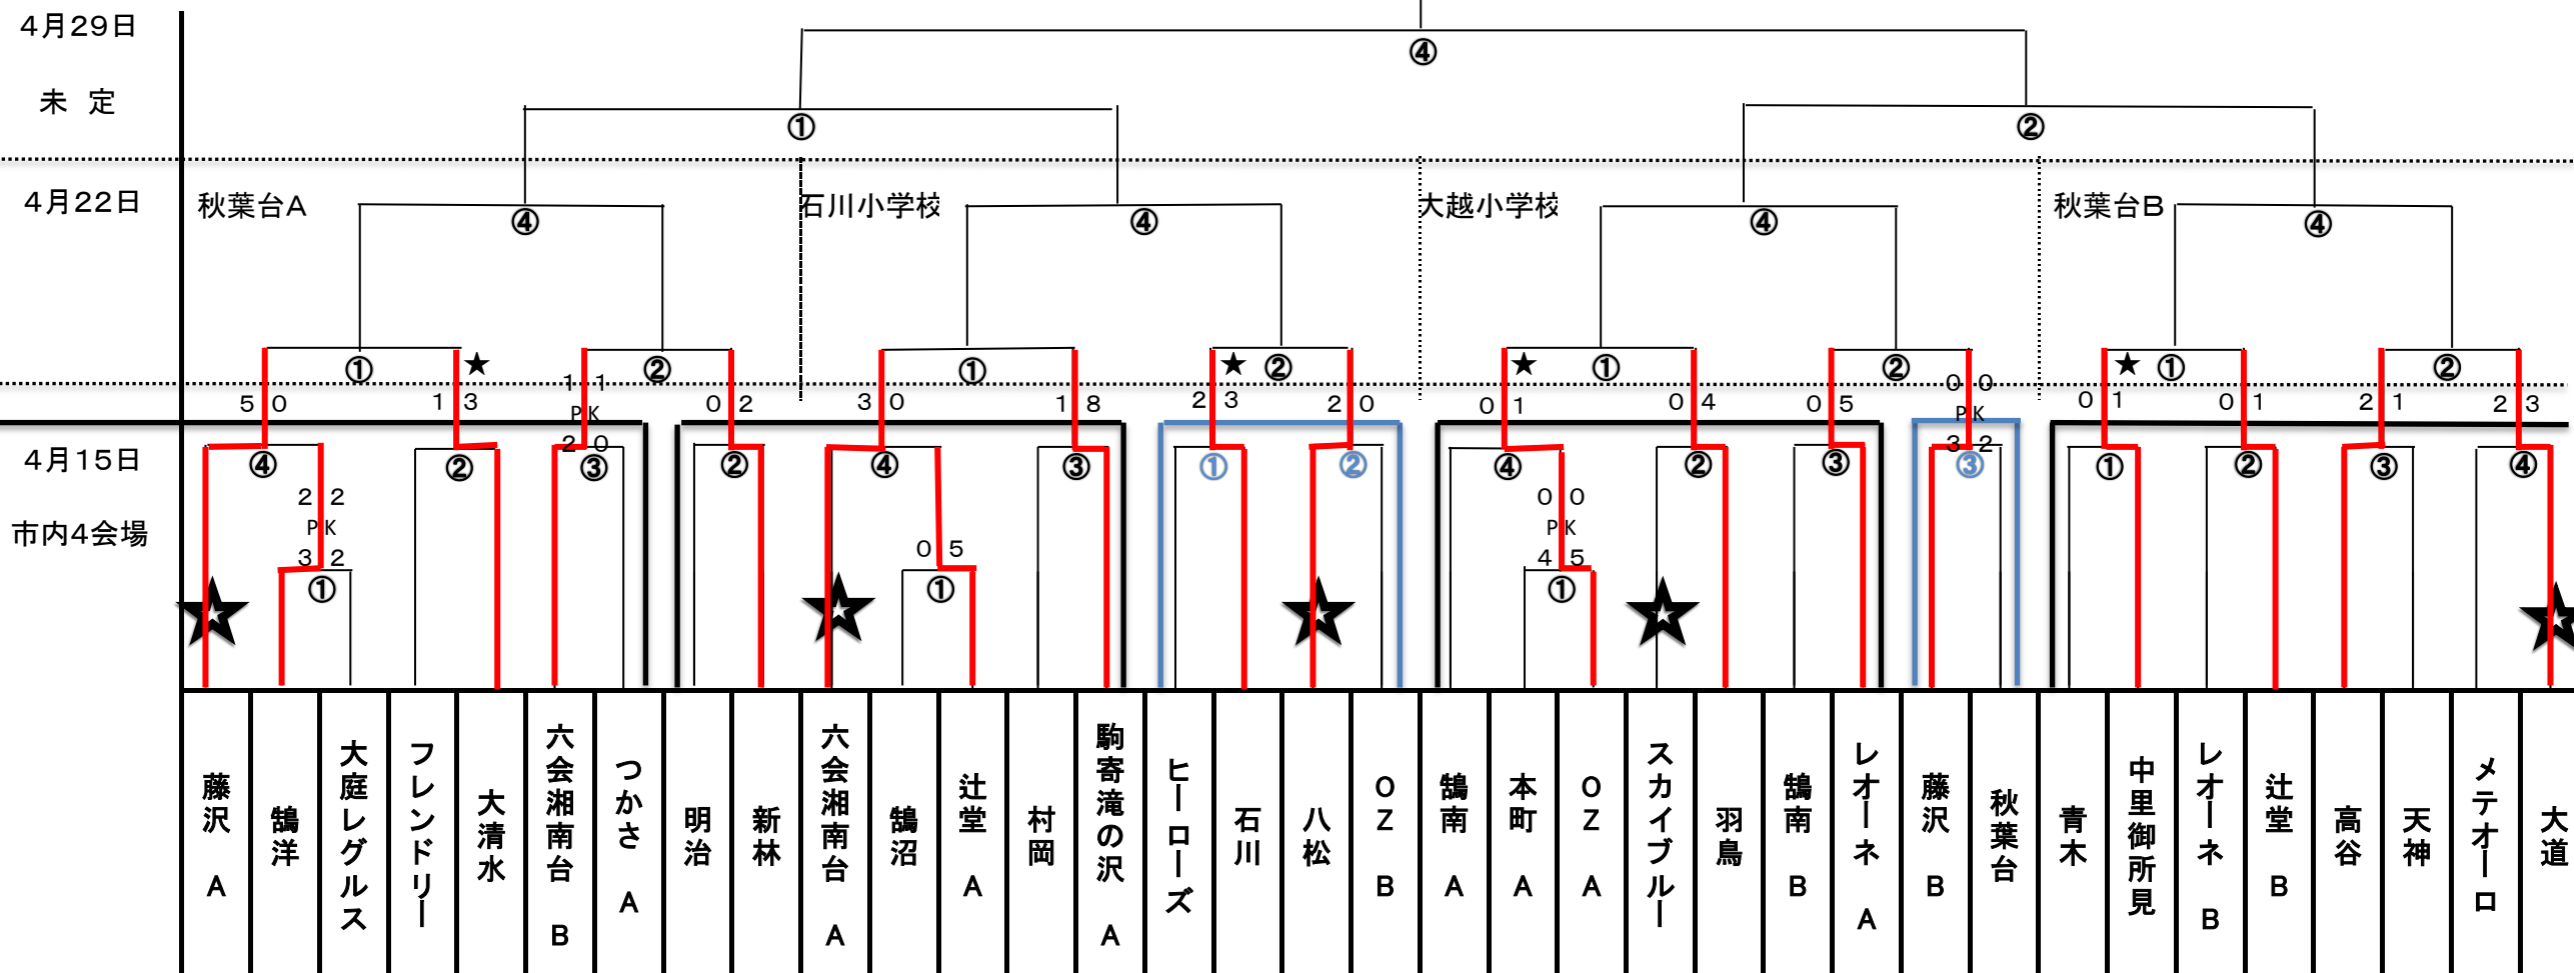 4月29日
④
未 定
①
②
4月22日
秋葉台A
石川小学校
大越小学校
秋葉台B
④
④
④
④
① ★ ② ① ★ ② ★ ① ② ★ ① ②
5 0
1 3
1 1
PK
2 0
0 2
3 0
1 8
2 3
2 0
0 1
0 4
0 5
0 0
PK
3 2
0 1
0 1
2 1
2 3
4月15日
④ ② ③ ② ④ ③ ① ② ④ ② ③ ③ ① ② ③ ④
市内4会場
2 2
PK
3 2
①
0 5
①
0 0
PK
4 5
①
藤沢 A
鵠洋
大庭レグルス
フレンドリー
大清水
六会湘南台 B
つかさ A
明治
新林
六会湘南台 A
鵠沼
辻堂 A
村岡
駒寄滝の沢 A
ヒーローズ
石川
八松
OZ B
鵠南 A
本町 A
OZ A
スカイブルー
羽鳥
鵠南 B
レオーネ A
藤沢 B
秋葉台
青木
中里御所見
レオーネ B
辻堂 B
高谷
天神
メテオーロ
大道